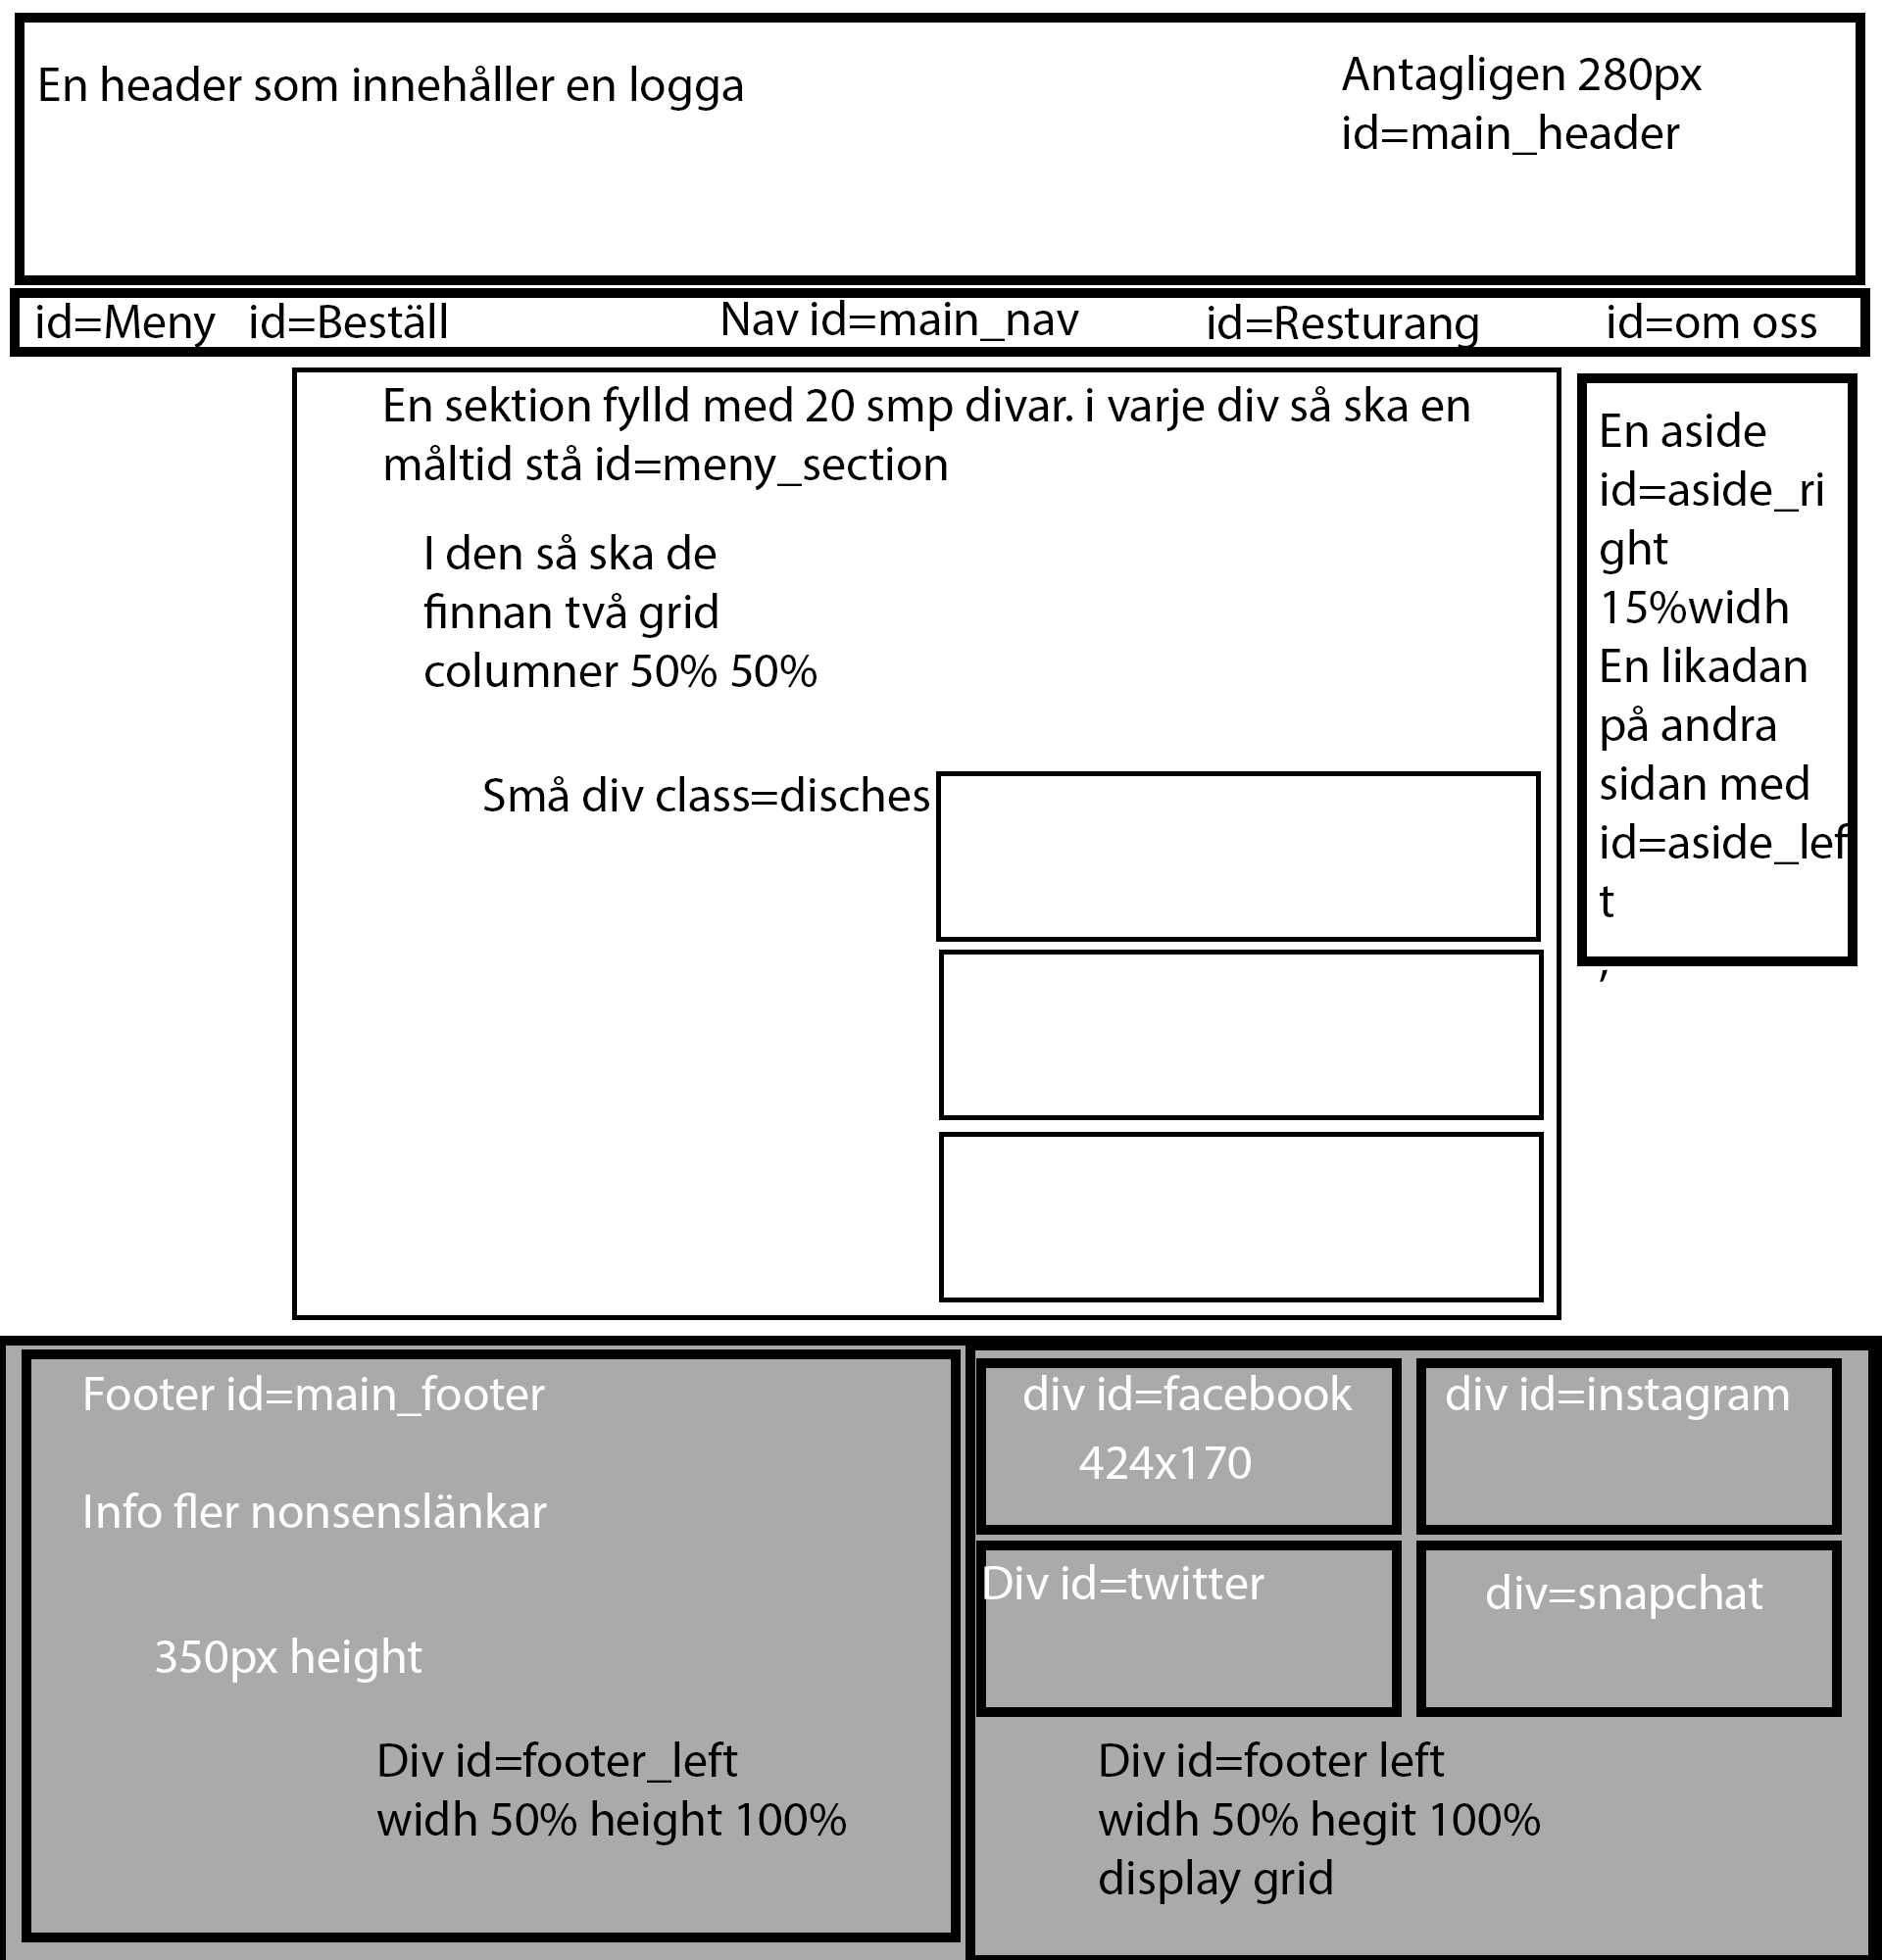 En header som innehåller en logga
Antagligen 280px
id=main_header
id=Meny id=Beställ Nav id=main_nav id=Resturang id=om oss
En sektion fylld med 20 smp divar. i varje div så ska en
måltid stå id=meny_section
I den så ska de
finnan två grid
columner 50% 50%
Små div class=disches
En aside
id=aside_ri
ght
15%widh
En likadan
på andra
sidan med
id=aside_lef
t
,
Footer id=main_footer
Info fler nonsenslänkar
350px height
Div id=footer_left
widh 50% height 100%
div id=facebook
424x170
div id=instagram
Div id=twitter
div=snapchat
Div id=footer left
widh 50% hegit 100%
display grid